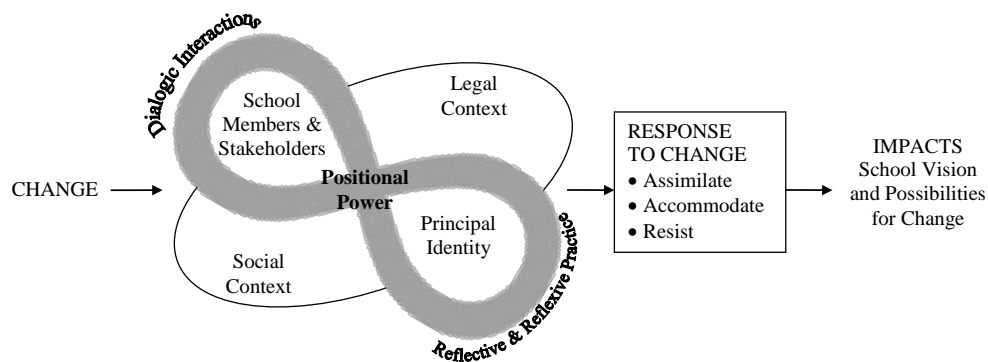 CHANGE
Dialogic Interactions
School
Members &
Stakeholders
Legal
Context
Positional
Power
Principal
Identity
Social
Context
Reflective & Reflexive Practice
RESPONSE
TO CHANGE
• Assimilate
• Accommodate
• Resist
IMPACTS
School Vision
and Possibilities
for Change